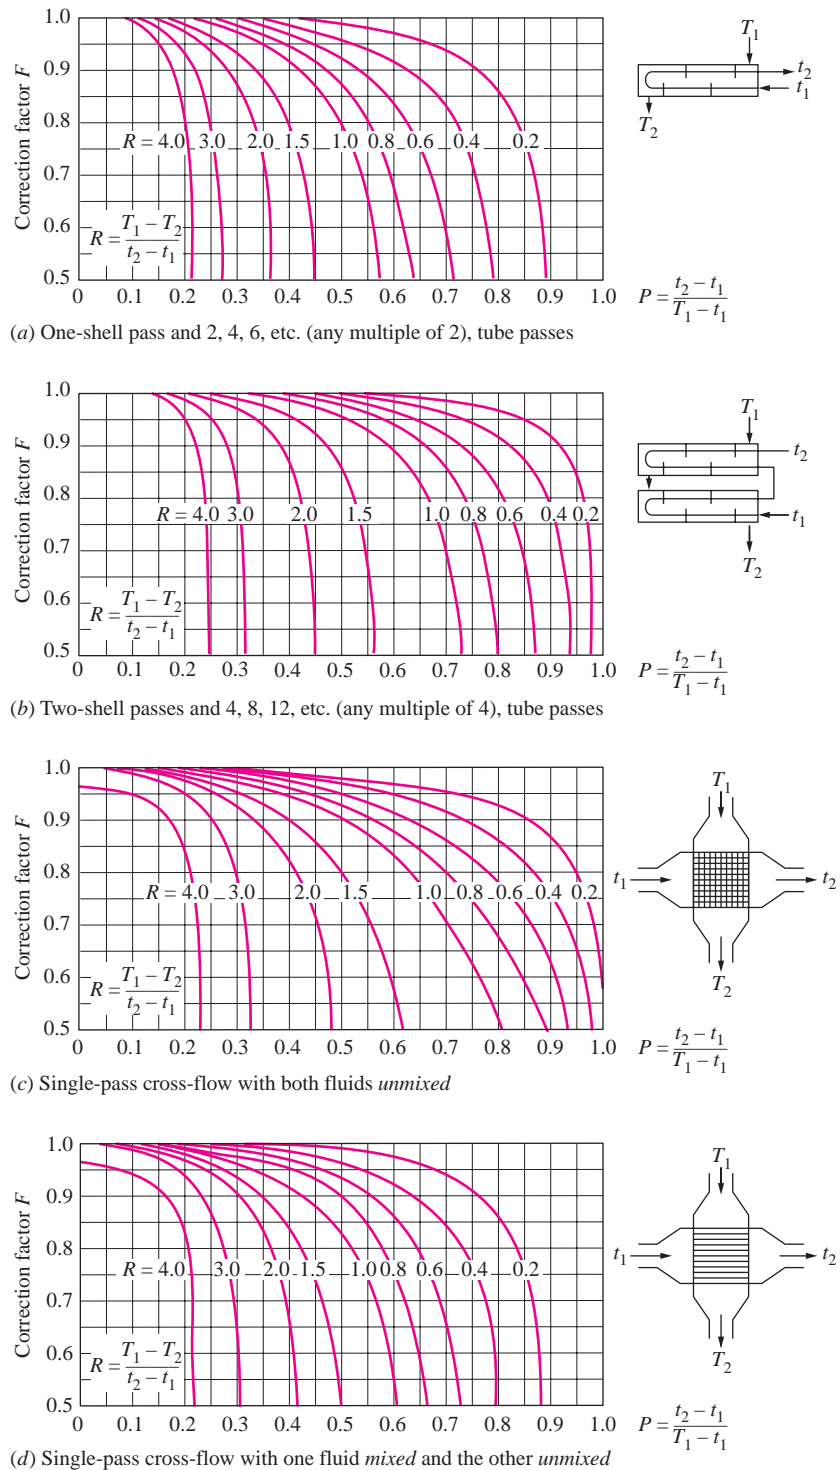 1.0
0.9
0.8
0.7
0.6
0.5
Correction factor F
R = 4.0 3.0 2.0 1.5 1.0 0.8 0.6 0.4 0.2
R = T1 − T2 / t2 − t1
0 0.1 0.2 0.3 0.4 0.5 0.6 0.7 0.8 0.9 1.0
T1
t2
t1
T2
P = t2 − t1 / T1 − t1
(a) One-shell pass and 2, 4, 6, etc. (any multiple of 2), tube passes
1.0
0.9
0.8
0.7
0.6
0.5
Correction factor F
R = 4.0 3.0 2.0 1.5 1.0 0.8 0.6 0.4 0.2
R = T1 − T2 / t2 − t1
0 0.1 0.2 0.3 0.4 0.5 0.6 0.7 0.8 0.9 1.0
T1
t2
t1
T2
P = t2 − t1 / T1 − t1
(b) Two-shell passes and 4, 8, 12, etc. (any multiple of 4), tube passes
1.0
0.9
0.8
0.7
0.6
0.5
Correction factor F
R = 4.0 3.0 2.0 1.5 1.0 0.8 0.6 0.4 0.2
R = T1 − T2 / t2 − t1
0 0.1 0.2 0.3 0.4 0.5 0.6 0.7 0.8 0.9 1.0
T1
t1 t2
T2
P = t2 − t1 / T1 − t1
(c) Single-pass cross-flow with both fluids unmixed
1.0
0.9
0.8
0.7
0.6
0.5
Correction factor F
R = 4.0 3.0 2.0 1.5 1.0 0.8 0.6 0.4 0.2
R = T1 − T2 / t2 − t1
0 0.1 0.2 0.3 0.4 0.5 0.6 0.7 0.8 0.9 1.0
T1
t1 t2
T2
P = t2 − t1 / T1 − t1
(d) Single-pass cross-flow with one fluid mixed and the other unmixed